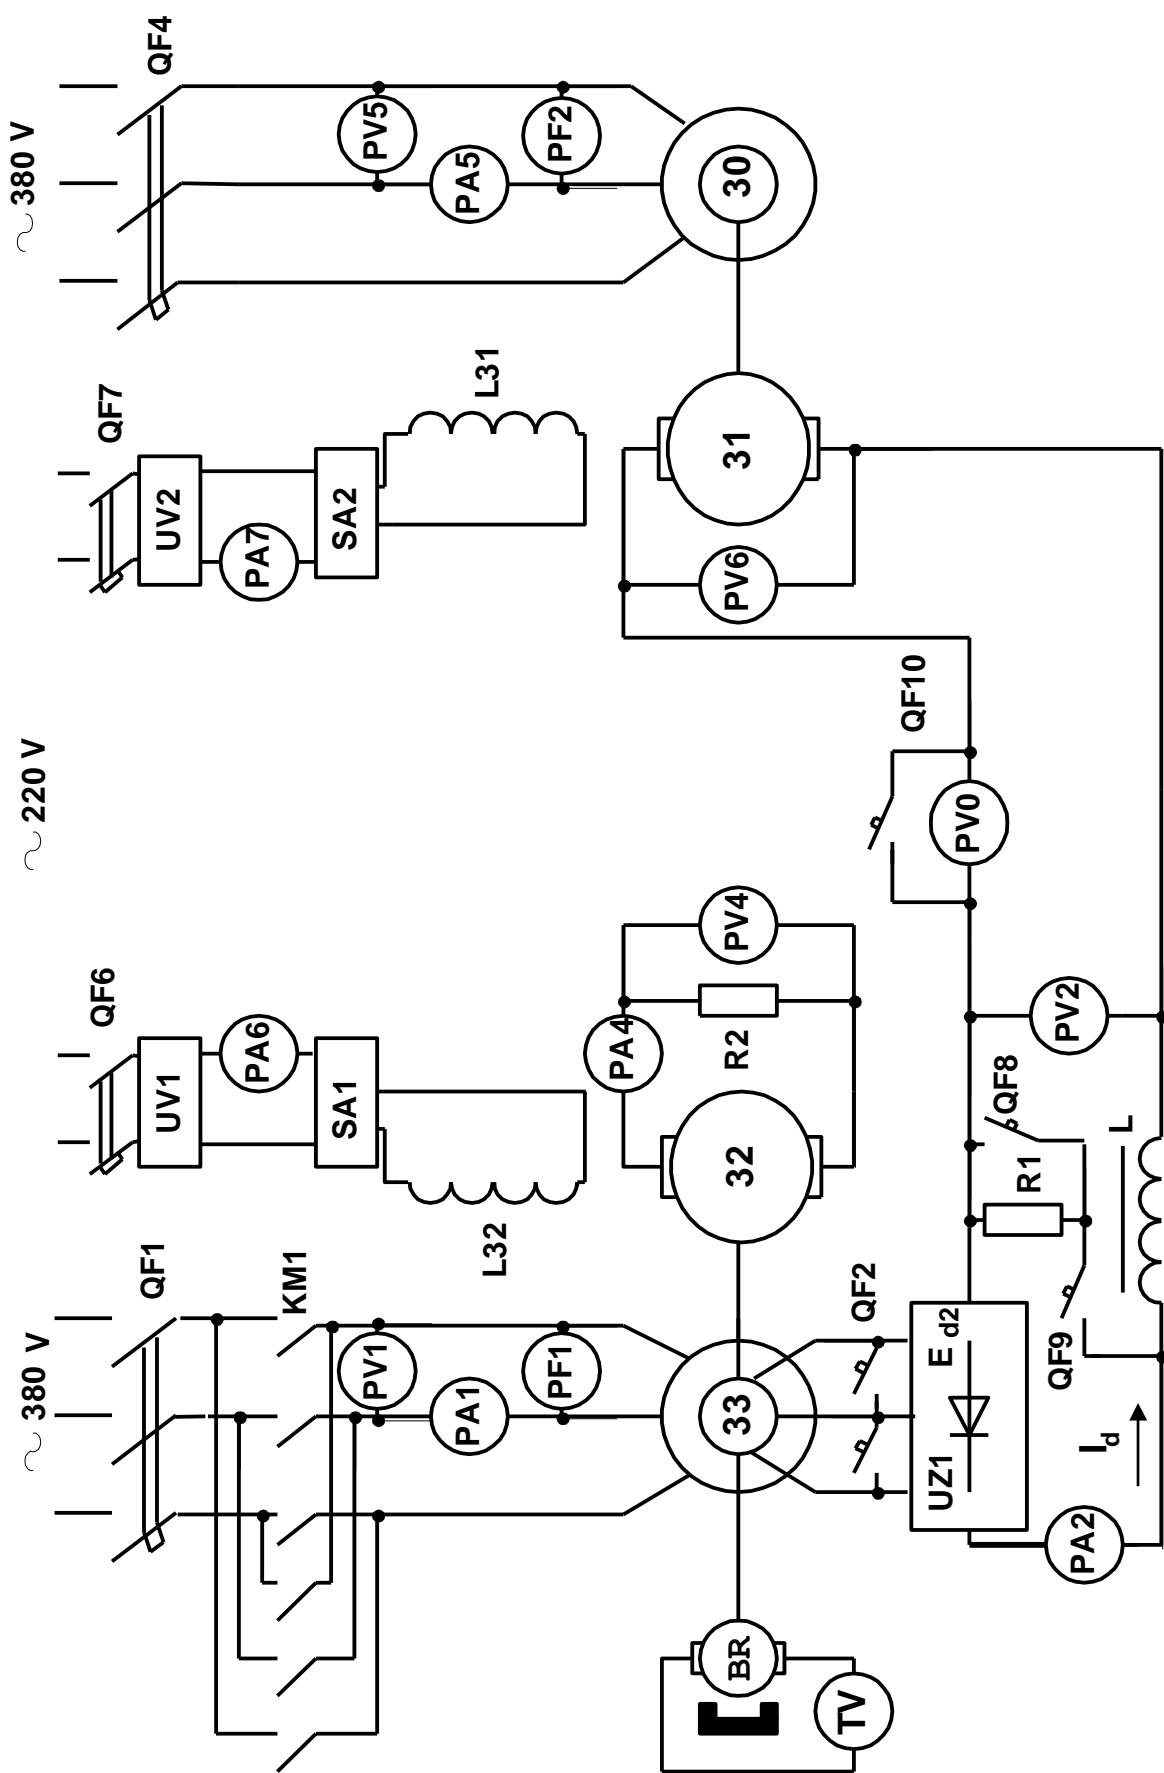 ~ 380 V
~ 220 V
~ 380 V
QF1
QF6
QF7
QF4
KM1
UV1
UV2
PA6
PA7
SA1
SA2
L32
L31
PV1
PA1
PF1
PV5
PA5
PF2
PA4
R2
PV4
PV6
BR
TV
33
32
31
30
QF2
QF10
PV0
UZ1
E d2
QF9
R1
QF8
PV2
PA2
I d
L